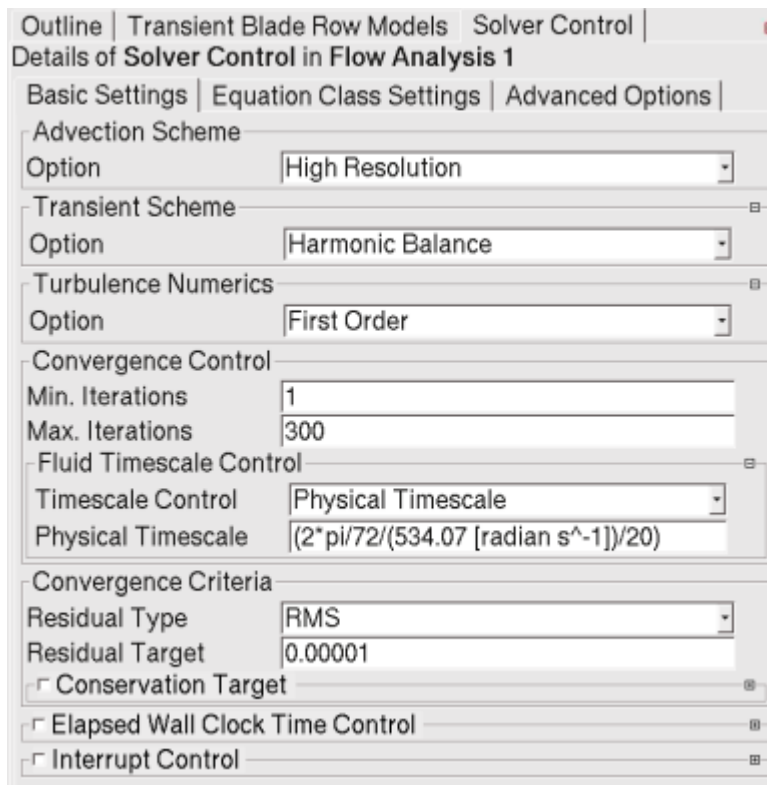 Outline Transient Blade Row Models Solver Control
Details of Solver Control in Flow Analysis 1
Basic Settings Equation Class Settings Advanced Options
Advection Scheme
Option High Resolution
Transient Scheme
Option Harmonic Balance
Turbulence Numerics
Option First Order
Convergence Control
Min. Iterations 1
Max. Iterations 300
Fluid Timescale Control
Timescale Control Physical Timescale
Physical Timescale (2*pi/72/(534.07 [radian s^-1])/20)
Convergence Criteria
Residual Type RMS
Residual Target 0.00001
Conservation Target
Elapsed Wall Clock Time Control
Interrupt Control